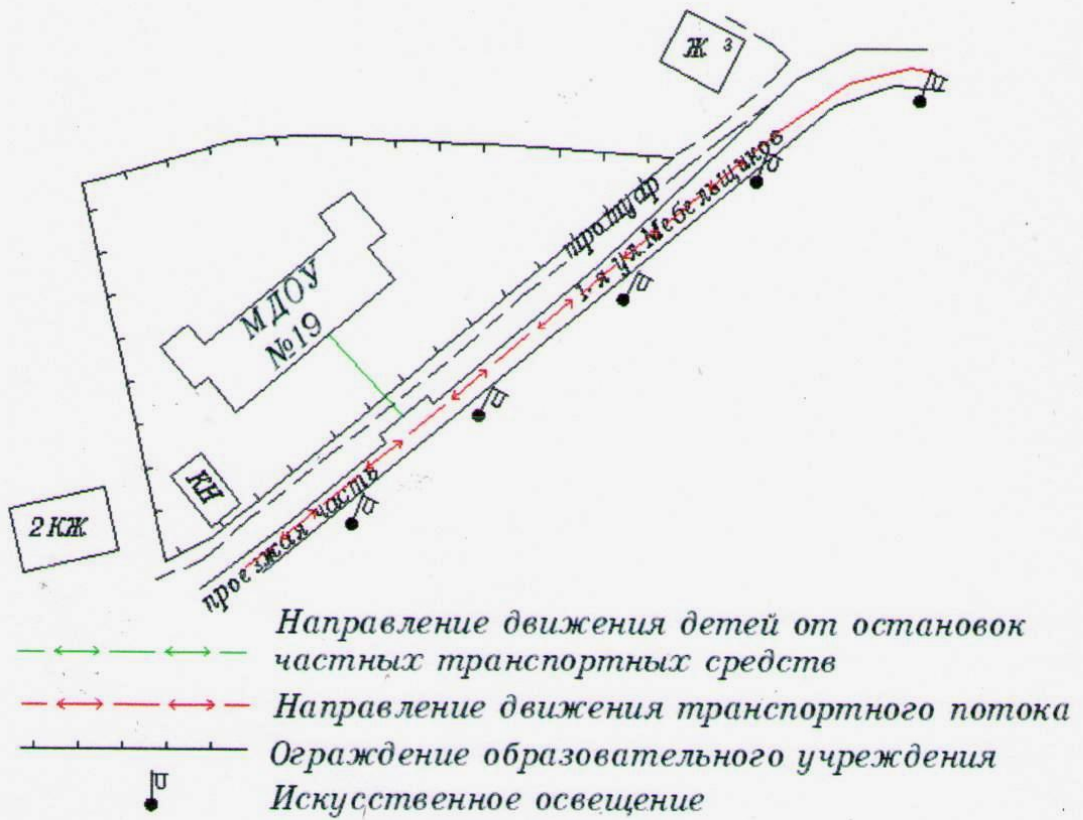 Ж 3
тротуар
1-я ул. Мебельщиков
МДОУ
№19
КН
2 КЖ
проезжая часть
Направление движения детей от остановок
частных транспортных средств
Направление движения транспортного потока
Ограждение образовательного учреждения
Искусственное освещение